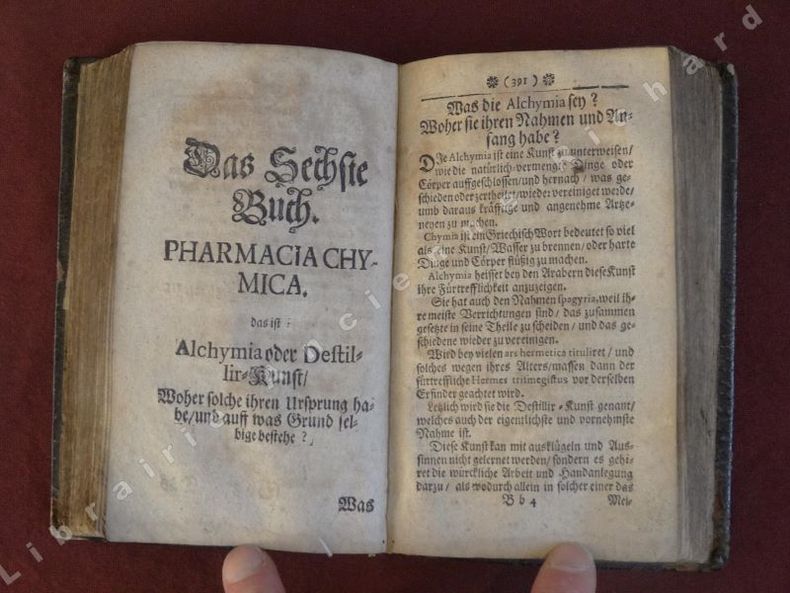 Das Sechste
Buch.
PHARMACIA CHY-
MICA.
das ist:
Alchymia oder Destil-
lir-Kunst/
Woher solche ihren Ursprung ha-
be/und auff was Grund sel-
bige bestehe?
Was
(391)
Was die Alchymia sey?
Woher sie ihren Nahmen und An-
fang habe?
DJe Alchymia ist eine Kunst zu unterweisen/
wie die natürlich-vermengte Dinge oder
Cörper auffgeschlossen/und hernach/ was ge-
schieden oder zertheilet/wieder vereiniget werde/
umb daraus kräfftige und angenehme Artze-
neyen zu machen.
Chymia ist ein Griechisch Wort bedeutet so viel
als eine Kunst/Wasser zu brennen/oder harte
Dinge und Cörper flüßig zu machen.
Alchymia heisset bey den Arabern diese Kunst
ihre Fürtrefflichkeit anzuzeigen.
Sie hat auch den Nahmen spagyria, weil ih-
re meiste Verrichtungen sind/ das zusammen
gesetzte in seine Theile zu scheiden/ und das ge-
schiedene wieder zu vereinigen.
Wird bey vielen ars hermetica tituliret/ und
solches wegen ihres Alters/massen dann der
fürtreffliche Hermes trismegistus vor derselben
Erfinder geachtet wird.
Letzlich wird sie die Destillir-Kunst genant/
welches auch der eigentlichste und vornehmste
Nahme ist.
Diese Kunst kan mit ausklügeln und Aus-
sinnen nicht gelernet werden/ sondern es gehö-
ret die würckliche Arbeit und Handanlegung
darzu/ als wodurch allein in solcher einer das
Bb 4
Mei-